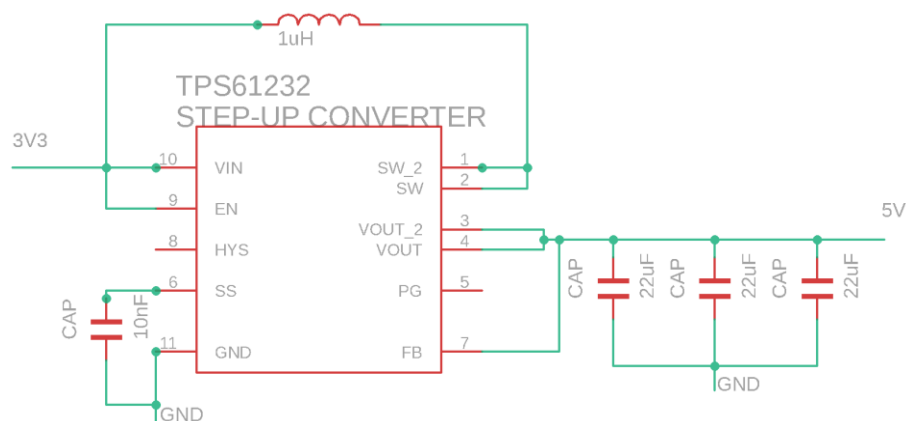 1uH
TPS61232
STEP-UP CONVERTER
3V3
10 VIN SW_2 1
SW 2
9 EN
VOUT_2 3
8 HYS VOUT 4
5V
6 SS PG 5
CAP 10nF
CAP 22uF CAP 22uF CAP 22uF
11 GND FB 7
GND
GND